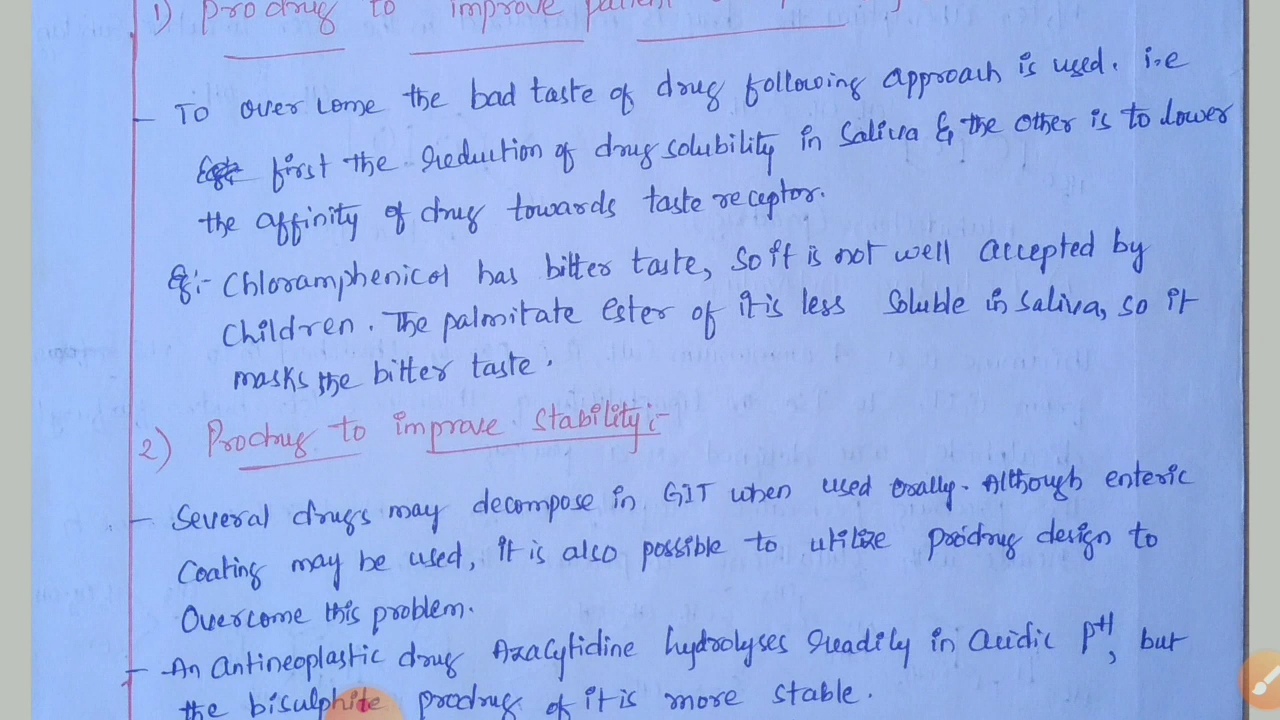 1) Prodrug to improve patient
- To over come the bad taste of drug following approach is used. i.e
first the reduction of drug solubility in Saliva & the other is to lower
the affinity of drug towards taste receptor.
Eg:- Chloramphenicol has bitter taste, so it is not well accepted by
children. The palmitate ester of it is less soluble in saliva, so it
masks the bitter taste.
2) Prodrug to improve stability:-
- Several drugs may decompose in GIT when used orally. Although enteric
coating may be used, it is also possible to utilize prodrug design to
overcome this problem.
- An antineoplastic drug Azacytidine hydrolyses readily in acidic pH, but
the bisulphite prodrug of it is more stable.